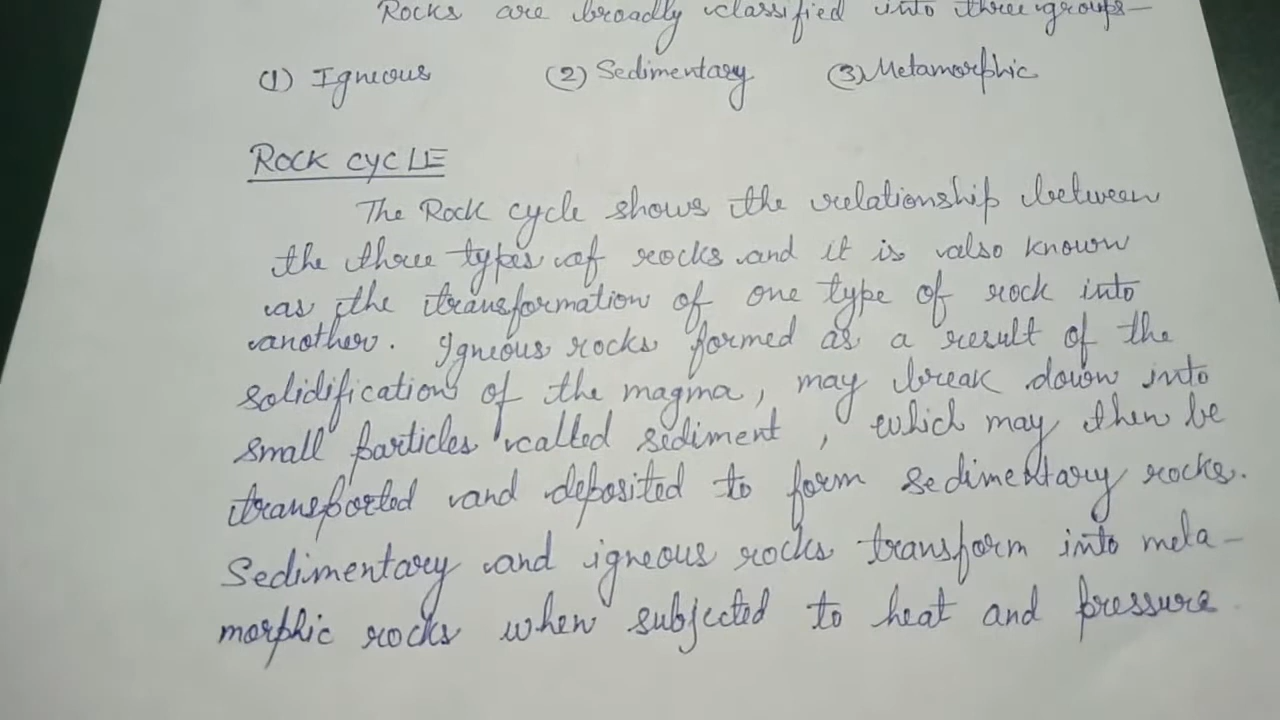 Rocks are broadly classified into three groups—
(1) Igneous (2) Sedimentary (3) Metamorphic
ROCK CYCLE
The Rock cycle shows the relationship between
the three types of rocks and it is also known
as the transformation of one type of rock into
another. Igneous rocks formed as a result of the
solidification of the magma, may break down into
small particles called sediment, which may then be
transported and deposited to form sedimentary rocks.
Sedimentary and igneous rocks transform into meta-
morphic rocks when subjected to heat and pressure.